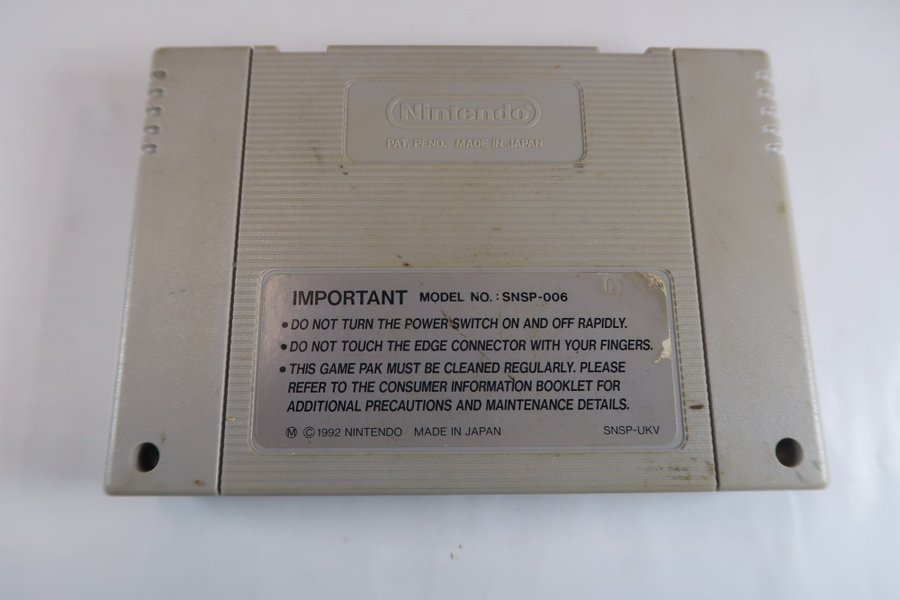 Nintendo®
PAT. PEND. MADE IN JAPAN
IMPORTANT MODEL NO. : SNSP-006
• DO NOT TURN THE POWER SWITCH ON AND OFF RAPIDLY.
• DO NOT TOUCH THE EDGE CONNECTOR WITH YOUR FINGERS.
• THIS GAME PAK MUST BE CLEANED REGULARLY. PLEASE
REFER TO THE CONSUMER INFORMATION BOOKLET FOR
ADDITIONAL PRECAUTIONS AND MAINTENANCE DETAILS.
Ⓜ © 1992 NINTENDO MADE IN JAPAN SNSP-UKV